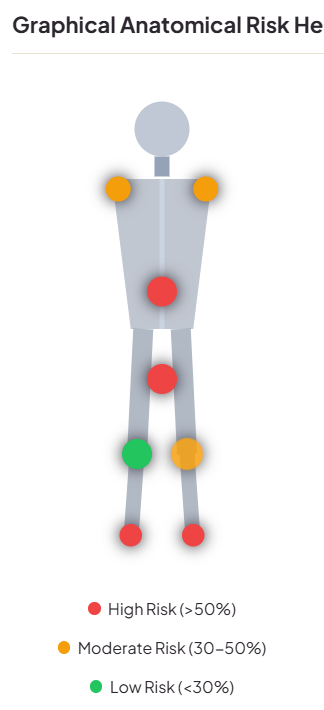 Graphical Anatomical Risk He
High Risk (>50%)
Moderate Risk (30–50%)
Low Risk (<30%)